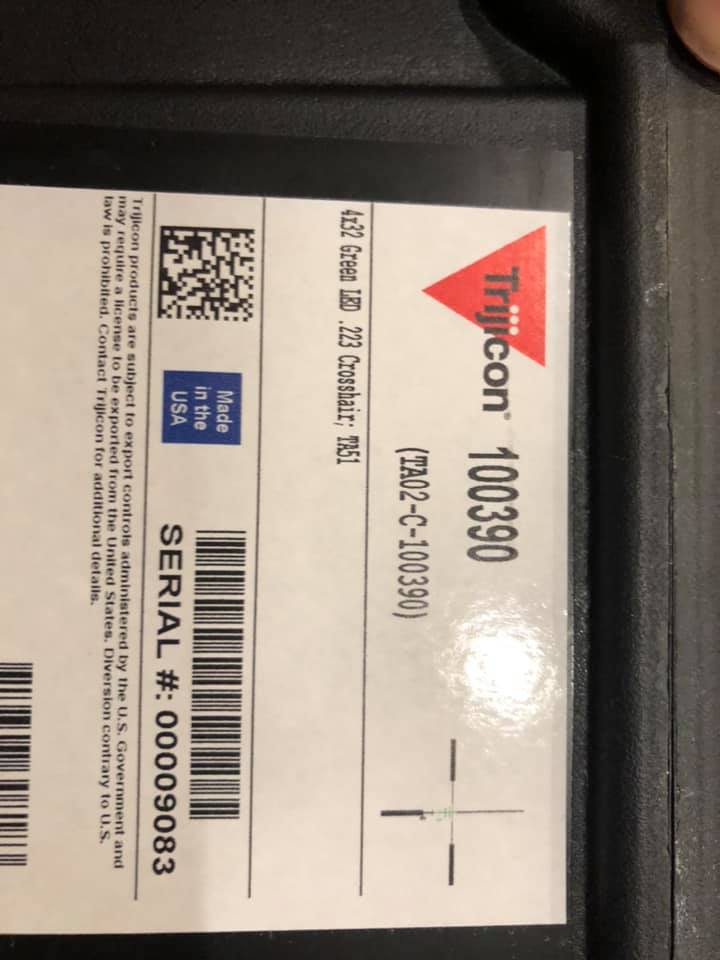 Trijicon® 100390
(TA02-C-100390)
4x32 Green LED .223 Crosshair; TA51
Made
in the
USA
SERIAL #: 00009083
Trijicon products are subject to export controls administered by the U.S. Government and
may require a license to be exported from the United States. Diversion contrary to U.S.
law is prohibited. Contact Trijicon for additional details.